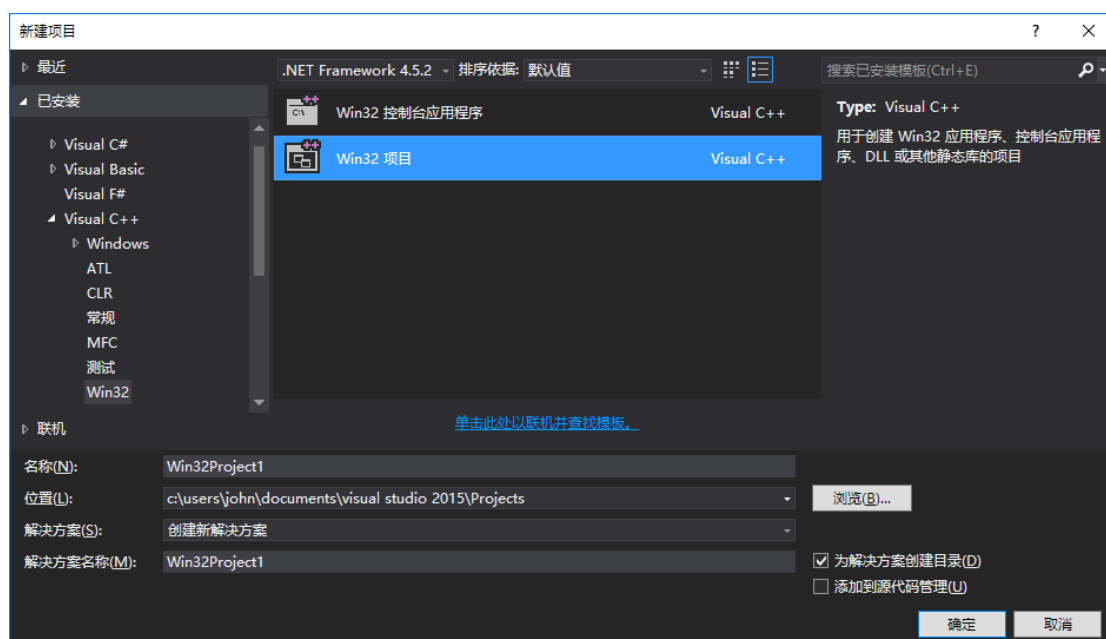 新建项目
最近
.NET Framework 4.5.2 排序依据: 默认值
搜索已安装模板(Ctrl+E)
已安装
Visual C#
Visual Basic
Visual F#
Visual C++
Windows
ATL
CLR
常规
MFC
测试
Win32
联机
Win32 控制台应用程序 Visual C++
Win32 项目 Visual C++
单击此处以联机并查找模板。
Type: Visual C++
用于创建 Win32 应用程序、控制台应用程
序、DLL 或其他静态库的项目
名称(N): Win32Project1
位置(L): c:\users\john\documents\visual studio 2015\Projects
浏览(B)...
解决方案(S): 创建新解决方案
解决方案名称(M): Win32Project1
为解决方案创建目录(D)
添加到源代码管理(U)
确定 取消